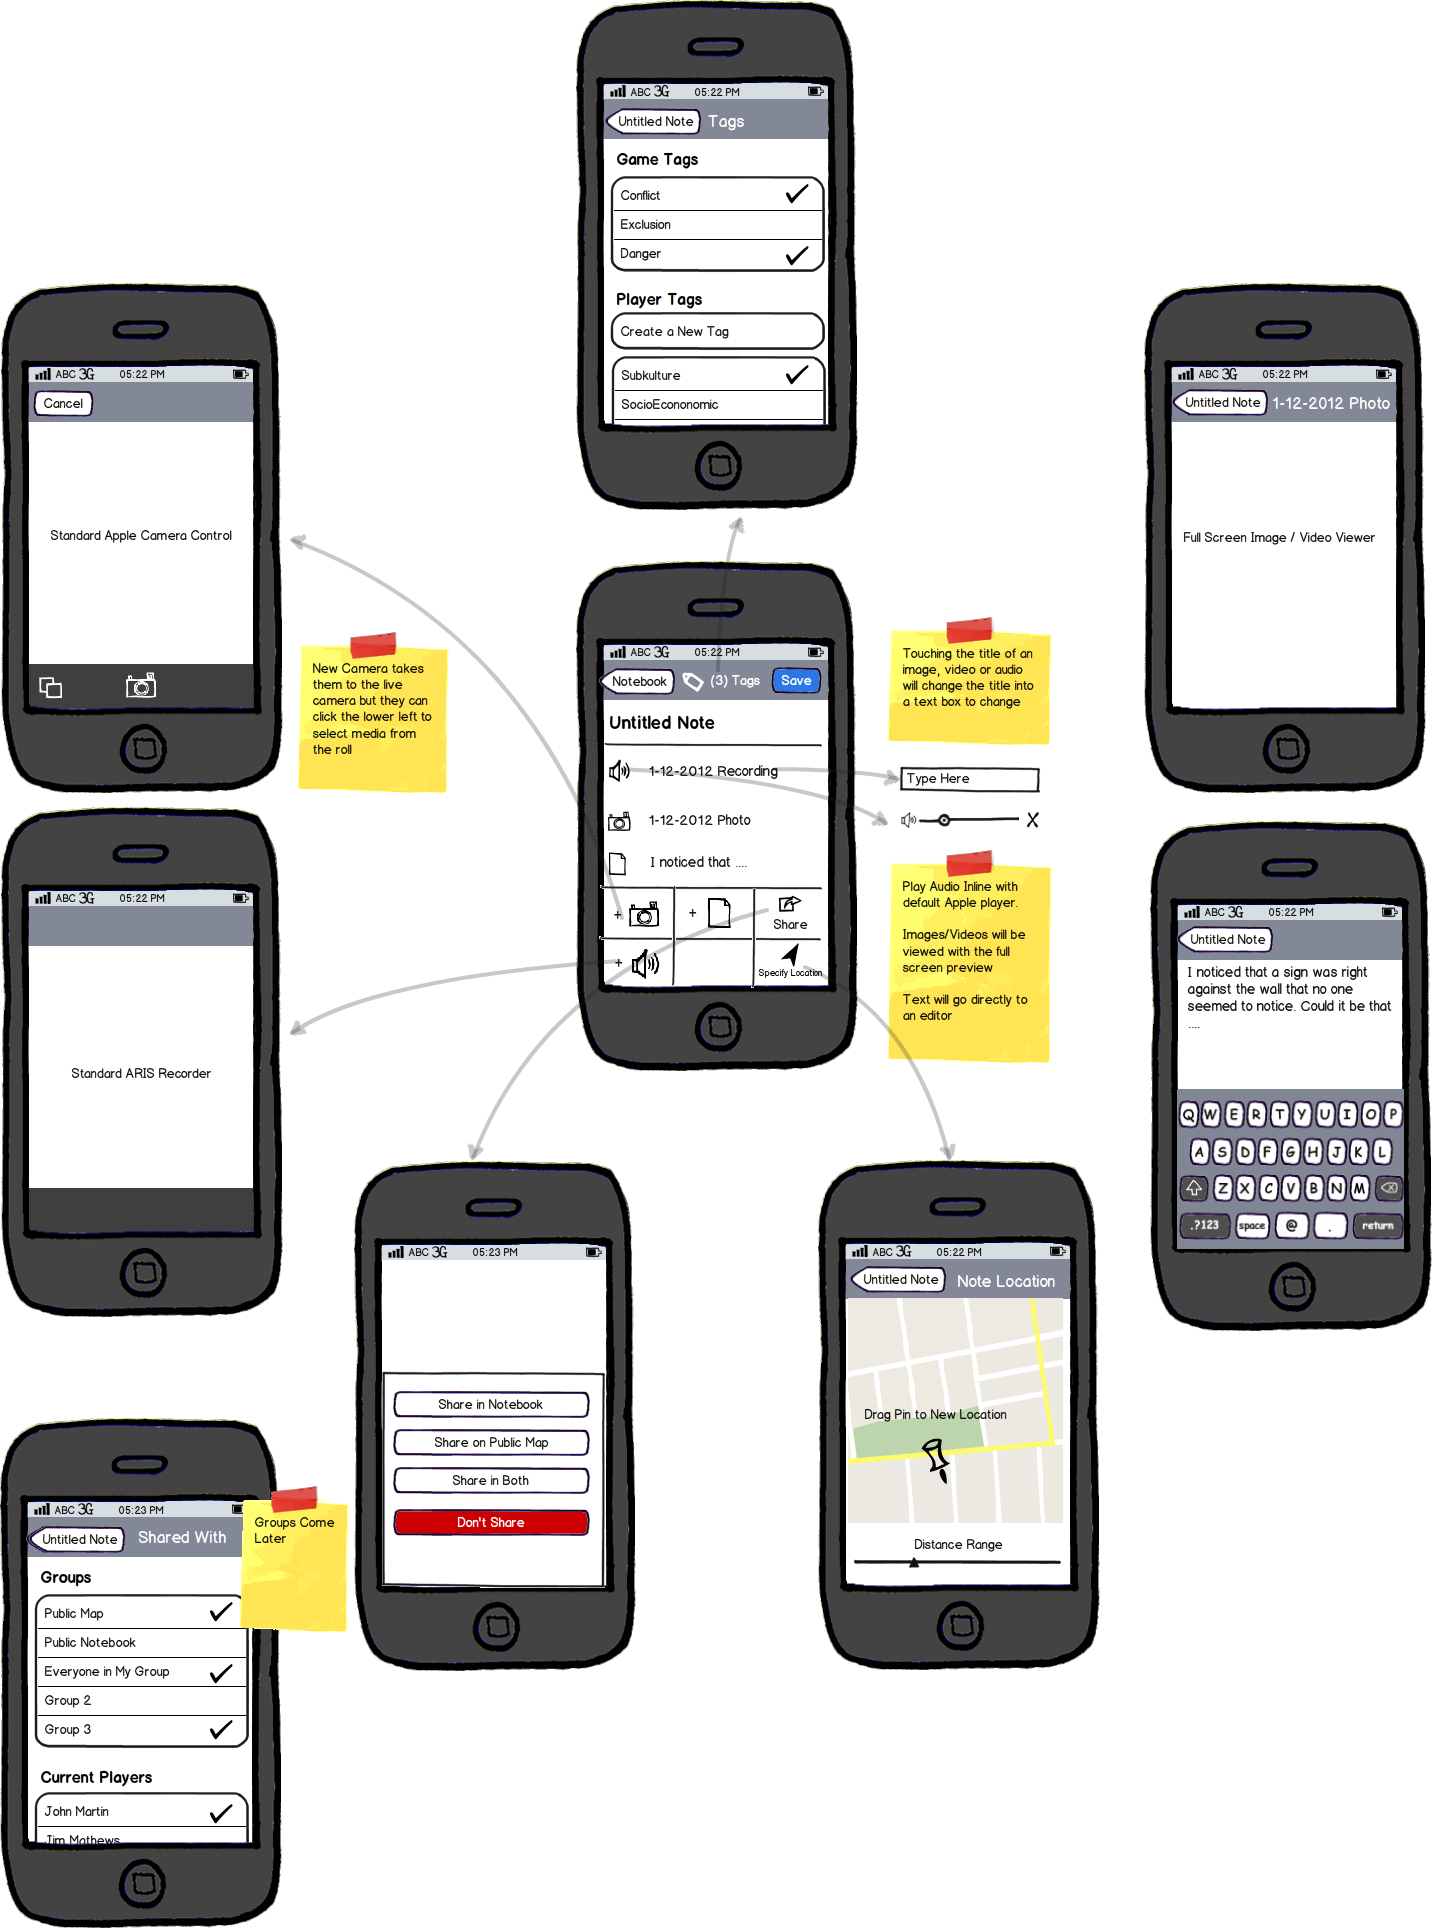 ABC 3G 05:22 PM
Untitled Note Tags
Game Tags
Conflict
Exclusion
Danger
Player Tags
Create a New Tag
Subkulture
SocioEcononomic
ABC 3G 05:22 PM
Cancel
Standard Apple Camera Control
New Camera takes
them to the live
camera but they can
click the lower left to
select media from
the roll
ABC 3G 05:22 PM
Untitled Note 1-12-2012 Photo
Full Screen Image / Video Viewer
ABC 3G 05:22 PM
Notebook (3) Tags Save
Untitled Note
1-12-2012 Recording
1-12-2012 Photo
I noticed that ....
+ + Share
+ Specify Location
Touching the title of an
image, video or audio
will change the title into
a text box to change
Type Here
X
Play Audio Inline with
default Apple player.
Images/Videos will be
viewed with the full
screen preview
Text will go directly to
an editor
ABC 3G 05:22 PM
Standard ARIS Recorder
ABC 3G 05:22 PM
Untitled Note
I noticed that a sign was right
against the wall that no one
seemed to notice. Could it be that
....
Q W E R T Y U I O P
A S D F G H J K L
Z X C V B N M
.?123 space @ . return
ABC 3G 05:23 PM
Share in Notebook
Share on Public Map
Share in Both
Don't Share
ABC 3G 05:22 PM
Untitled Note Note Location
Drag Pin to New Location
Distance Range
ABC 3G 05:23 PM
Untitled Note Shared With
Groups
Public Map
Public Notebook
Everyone in My Group
Group 2
Group 3
Current Players
John Martin
Jim Mathews
Groups Come
Later